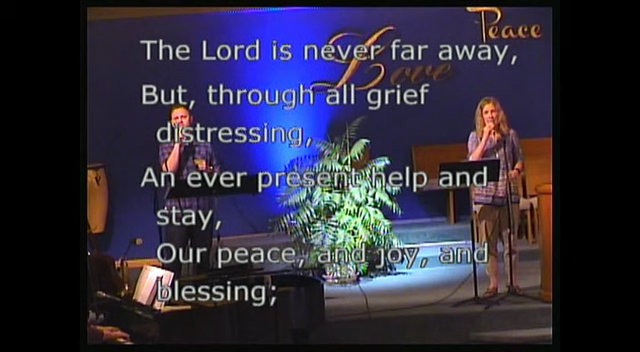 Peace
Love
The Lord is never far away,
But, through all grief
distressing,
An ever present help and
stay,
Our peace, and joy, and
blessing;